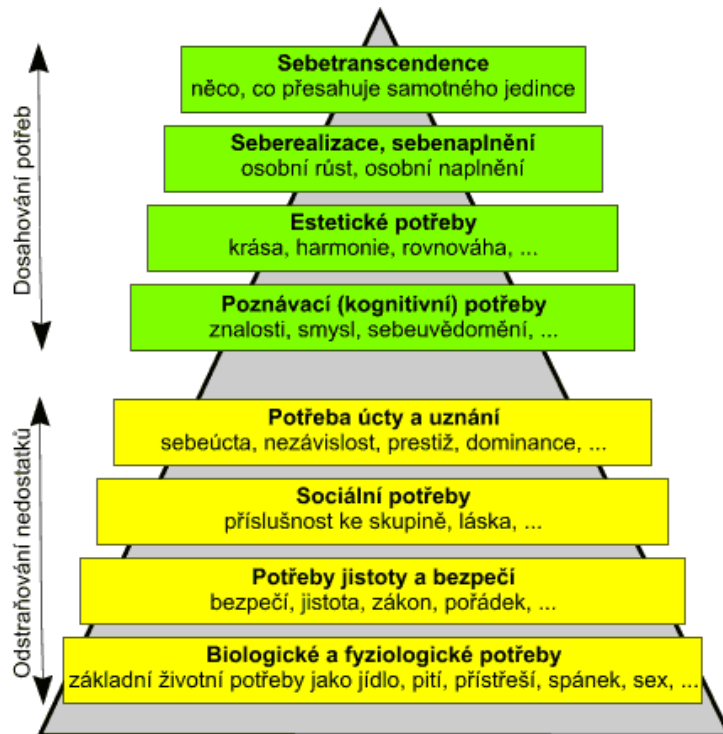 Dosahování potřeb
Sebetranscendence
něco, co přesahuje samotného jedince
Seberealizace, sebenaplnění
osobní růst, osobní naplnění
Estetické potřeby
krása, harmonie, rovnováha, ...
Poznávací (kognitivní) potřeby
znalosti, smysl, sebeuvědomění, ...
Odstraňování nedostatků
Potřeba úcty a uznání
sebeúcta, nezávislost, prestiž, dominance, ...
Sociální potřeby
příslušnost ke skupině, láska, ...
Potřeby jistoty a bezpečí
bezpečí, jistota, zákon, pořádek, ...
Biologické a fyziologické potřeby
základní životní potřeby jako jídlo, pití, přístřeší, spánek, sex, ...